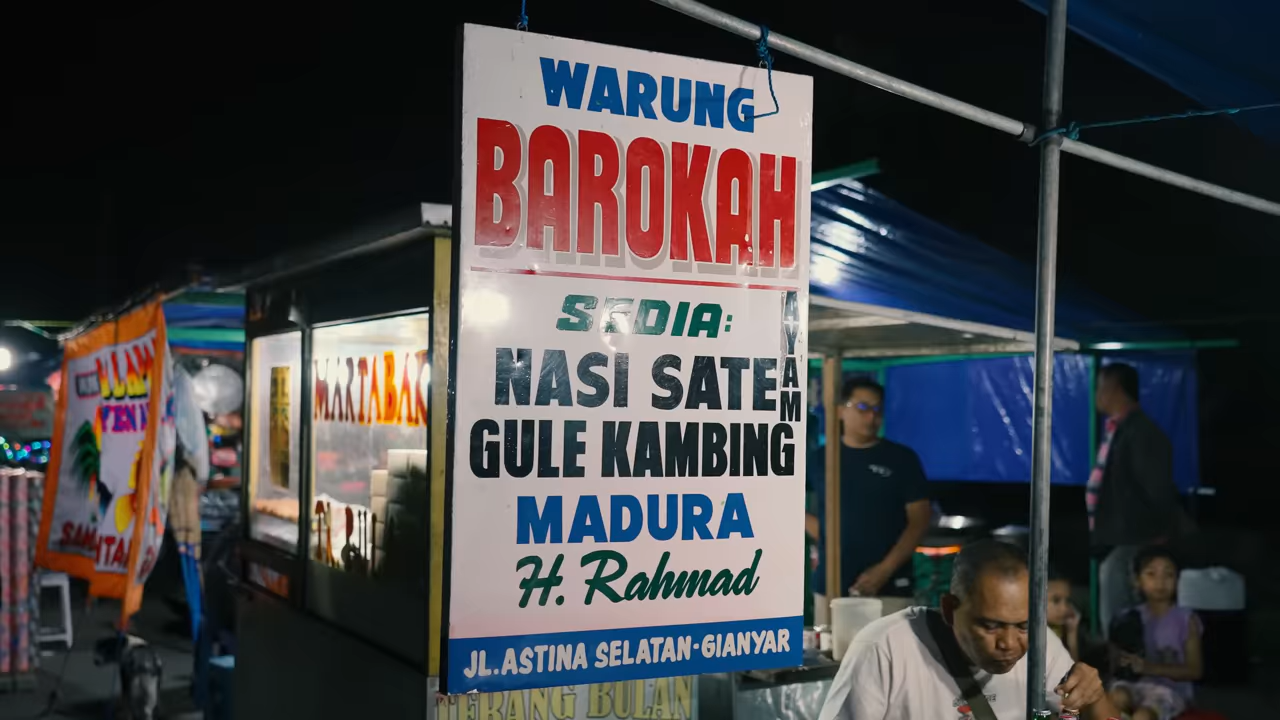 WARUNG
BAROKAH
SEDIA:
NASI SATE
AYAM
GULE KAMBING
MADURA
H. Rahmad
JL.ASTINA SELATAN-GIANYAR
MARTABAK
TERANG BULAN